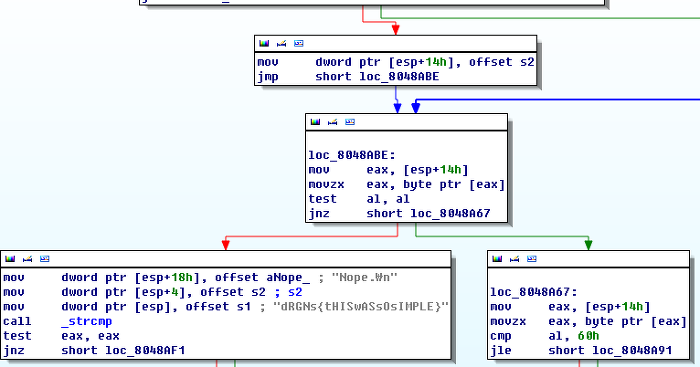 mov dword ptr [esp+14h], offset s2
jmp short loc_8048ABE
loc_8048ABE:
mov eax, [esp+14h]
movzx eax, byte ptr [eax]
test al, al
jnz short loc_8048A67
mov dword ptr [esp+18h], offset aNope_ ; "Nope.₩n"
mov dword ptr [esp+4], offset s2 ; s2
mov dword ptr [esp], offset s1 ; "dRGNs{tHISwASsOsIMPLE}"
call _strcmp
test eax, eax
jnz short loc_8048AF1
loc_8048A67:
mov eax, [esp+14h]
movzx eax, byte ptr [eax]
cmp al, 60h
jle short loc_8048A91